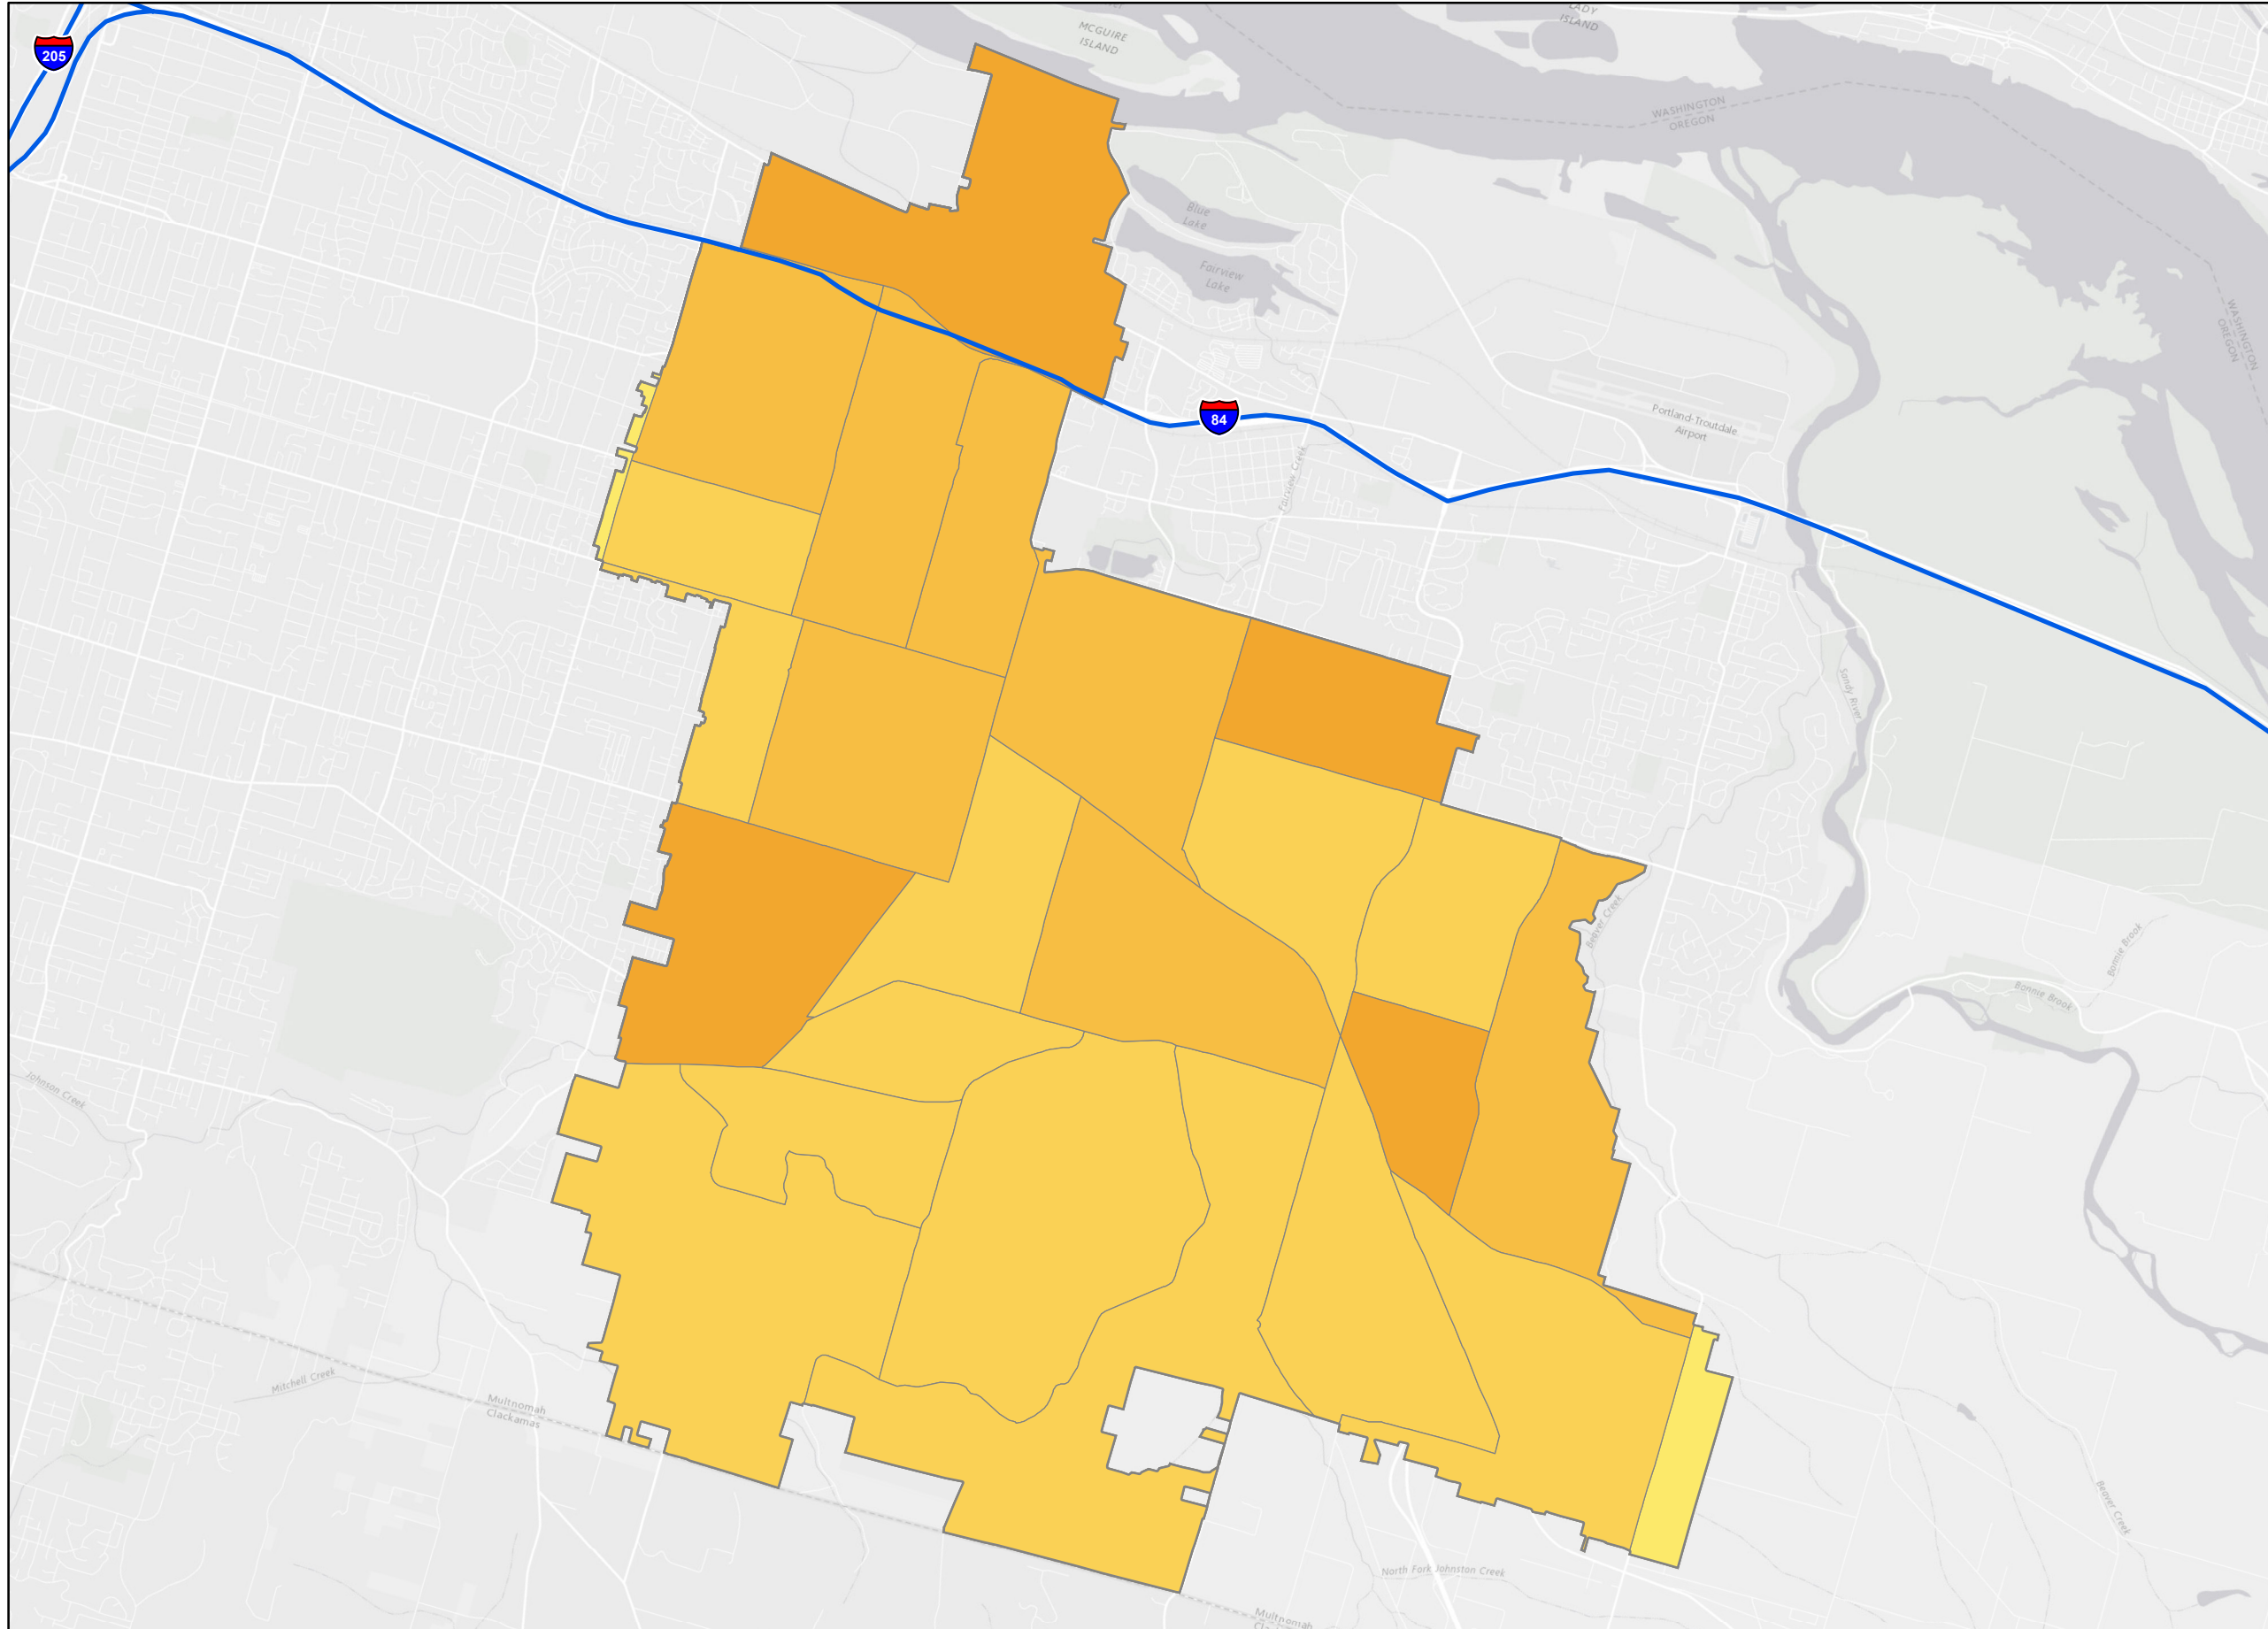 LADY
ISLAND
MCGUIRE
ISLAND
205
WASHINGTON
OREGON
Blue
Lake
Fairview
Lake
WASHINGTON
OREGON
84
Portland-Troutdale
Airport
Fairview Creek
Sandy River
Beaver Creek
Bonnie Brook
Bonnie Brook
Johnson Creek
Mitchell Creek
Multnomah
Clackamas
Beaver Creek
North Fork Johnston Creek
Multnomah